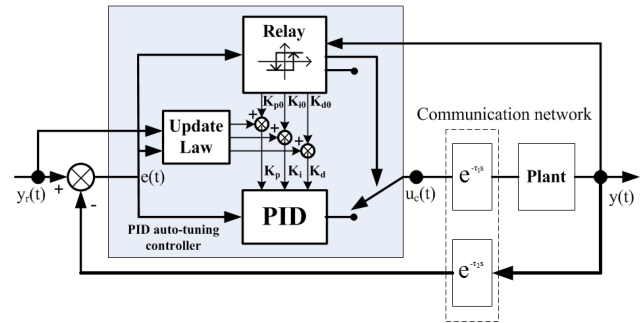 Relay
K_p0 K_i0 K_d0
+
+
+
Update
Law
Communication network
e^-τ₁s
Plant
y_r(t)
+
-
e(t)
K_p K_i K_d
PID
u_c(t)
y(t)
PID auto-tuning
controller
e^-τ₂s